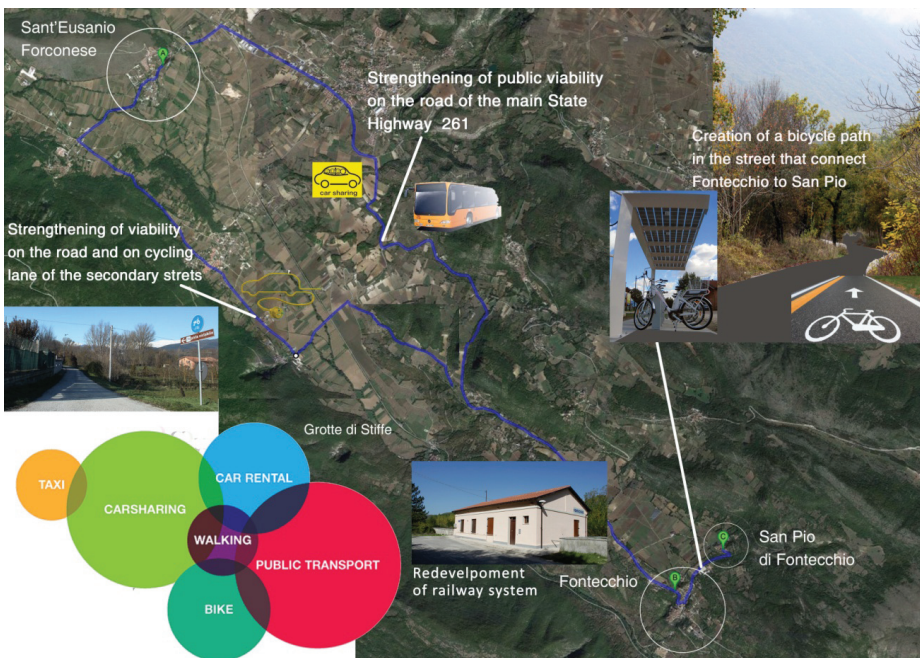 Sant'Eusanio
Forconese
A
Strengthening of public viability
on the road of the main State
Highway 261
Creation of a bicycle path
in the street that connect
Fontecchio to San Pio
car sharing
Strengthening of viability
on the road and on cycling
lane of the secondary strets
Grotte di Stiffe
TAXI
CARSHARING
CAR RENTAL
WALKING
PUBLIC TRANSPORT
BIKE
Redevelpoment
of railway system
Fontecchio
B
C
San Pio
di Fontecchio